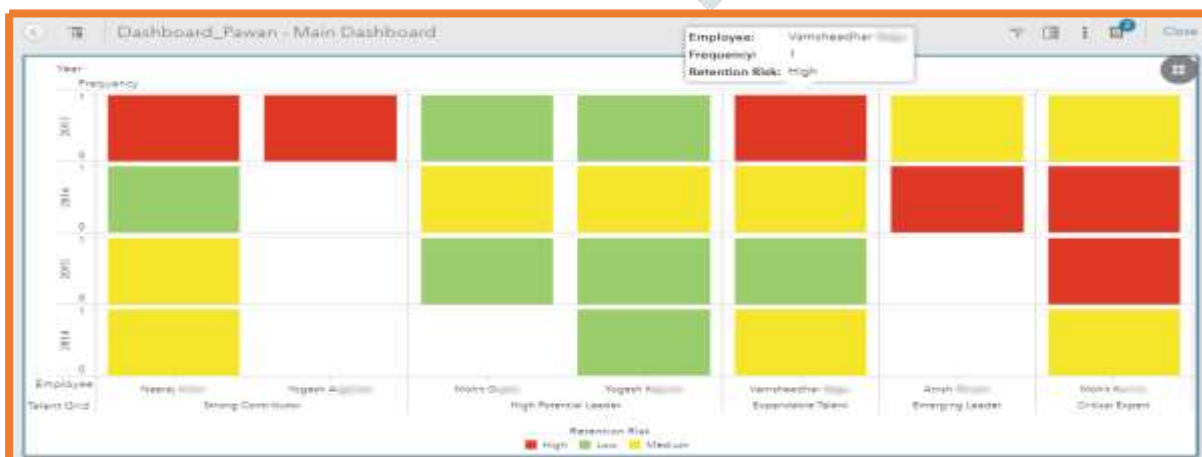 Dashboard_Pawan - Main Dashboard
Close
Employee: Vamsheedhar
Frequency: 1
Retention Risk: High
Year
Frequency
1
2017
0
1
2016
0
1
2015
0
1
2014
0
Employee Neeraj Yogesh Mohit Yogesh Vamsheedhar Mohit
Talent Grid Strong Contributor High Potential Leader Expandable Talent Emerging Leader Critical Expert
Retention Risk
High Low Medium